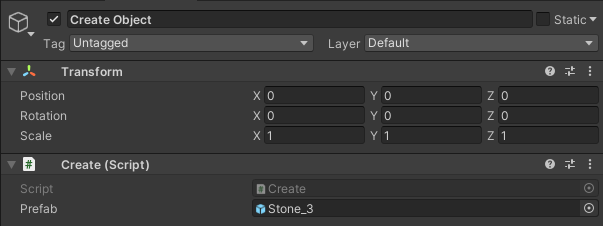 Create Object Static
Tag Untagged Layer Default
Transform
Position X 0 Y 0 Z 0
Rotation X 0 Y 0 Z 0
Scale X 1 Y 1 Z 1
# Create (Script)
Script # Create
Prefab Stone_3